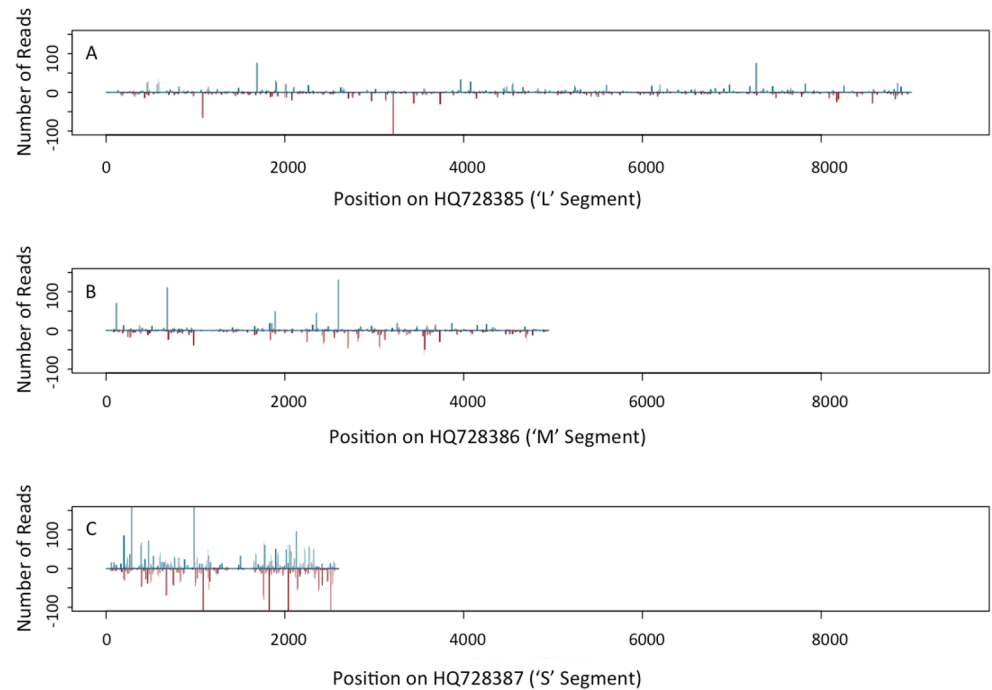 A
Number of Reads
100
0
-100
0 2000 4000 6000 8000
Position on HQ728385 (‘L’ Segment)
B
Number of Reads
100
0
-100
0 2000 4000 6000 8000
Position on HQ728386 (‘M’ Segment)
C
Number of Reads
100
0
-100
0 2000 4000 6000 8000
Position on HQ728387 (‘S’ Segment)